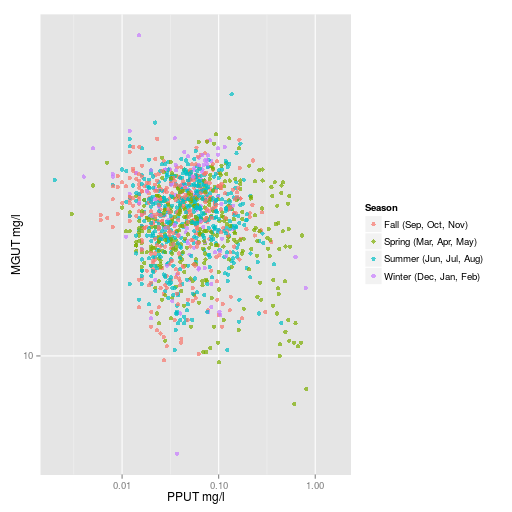 MGUT mg/l
10
0.01 0.10 1.00
PPUT mg/l
Season
Fall (Sep, Oct, Nov)
Spring (Mar, Apr, May)
Summer (Jun, Jul, Aug)
Winter (Dec, Jan, Feb)